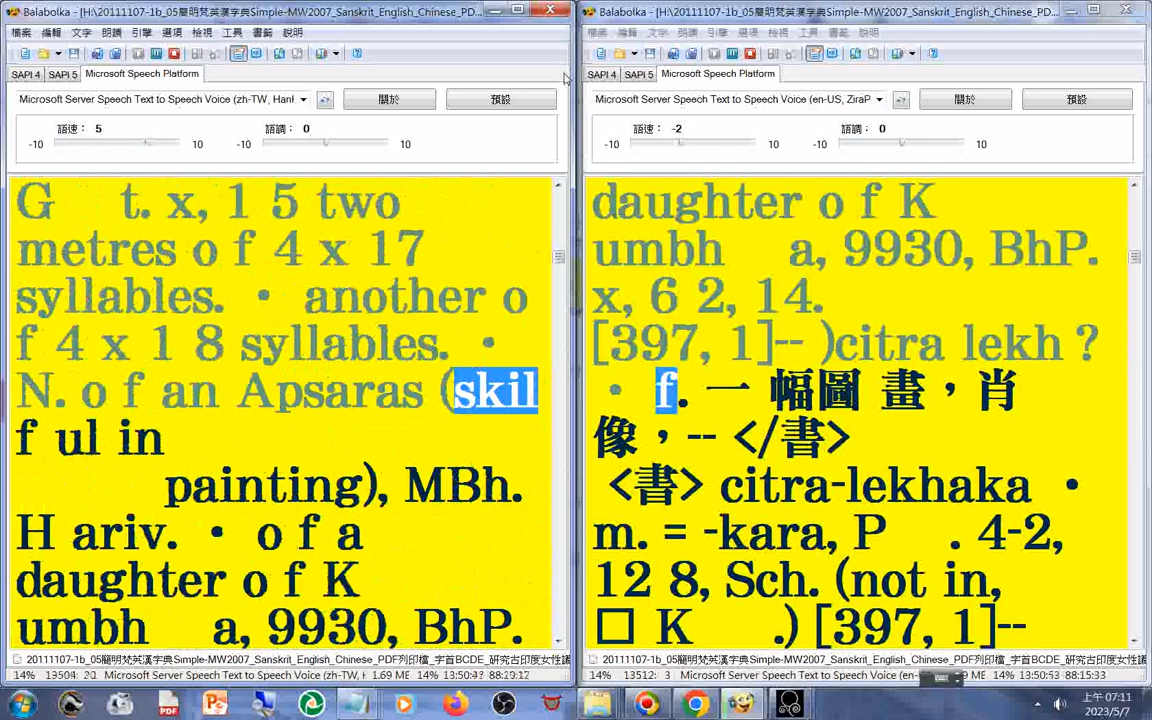 Balabolka - [H:\20111107-1b_05簡明梵英漢字典Simple-MW2007_Sanskrit_English_Chinese_PD...
檔案 編輯 文字 朗讀 引擎 選項 檢視 工具 書籤 說明
SAPI 4 SAPI 5 Microsoft Speech Platform
Microsoft Server Speech Text to Speech Voice (zh-TW, Hanl
關於 預設
語速： 5 語調： 0
-10 10 -10 10
G t. x, 1 5 two
metres o f 4 x 17
syllables. • another o
f 4 x 1 8 syllables. •
N. o f an Apsaras (skil
f ul in
painting), MBh.
H ariv. • o f a
daughter o f K
umbh a, 9930, BhP.
20111107-1b_05簡明梵英漢字典Simple-MW2007_Sanskrit_English_Chinese_PDF列印檔_字首BCDE_研究古印度女性議
14% 13504: 20 Microsoft Server Speech Text to Speech Voice (zh-TW, 1.69 MB 14% 13:50:47 88:20:12
Balabolka - [H:\20111107-1b_05簡明梵英漢字典Simple-MW2007_Sanskrit_English_Chinese_PD...
檔案 編輯 文字 朗讀 引擎 選項 檢視 工具 書籤 說明
SAPI 4 SAPI 5 Microsoft Speech Platform
Microsoft Server Speech Text to Speech Voice (en-US, ZiraP
關於 預設
語速： -2 語調： 0
-10 10 -10 10
daughter o f K
umbh a, 9930, BhP.
x, 6 2, 14.
[397, 1]-- )citra lekh ?
• f. 一 幅圖 畫，肖
像，-- </書>
<書> citra-lekhaka •
m. = -kara, P . 4-2,
12 8, Sch. (not in,
□ K .) [397, 1]--
20111107-1b_05簡明梵英漢字典Simple-MW2007_Sanskrit_English_Chinese_PDF列印檔_字首BCDE_研究古印度女性議
14% 13512: 3 Microsoft Server Speech Text to Speech Voice (en-US 1.69 MB 14% 13:50:53 88:15:33
上午 07:11
2023/5/7